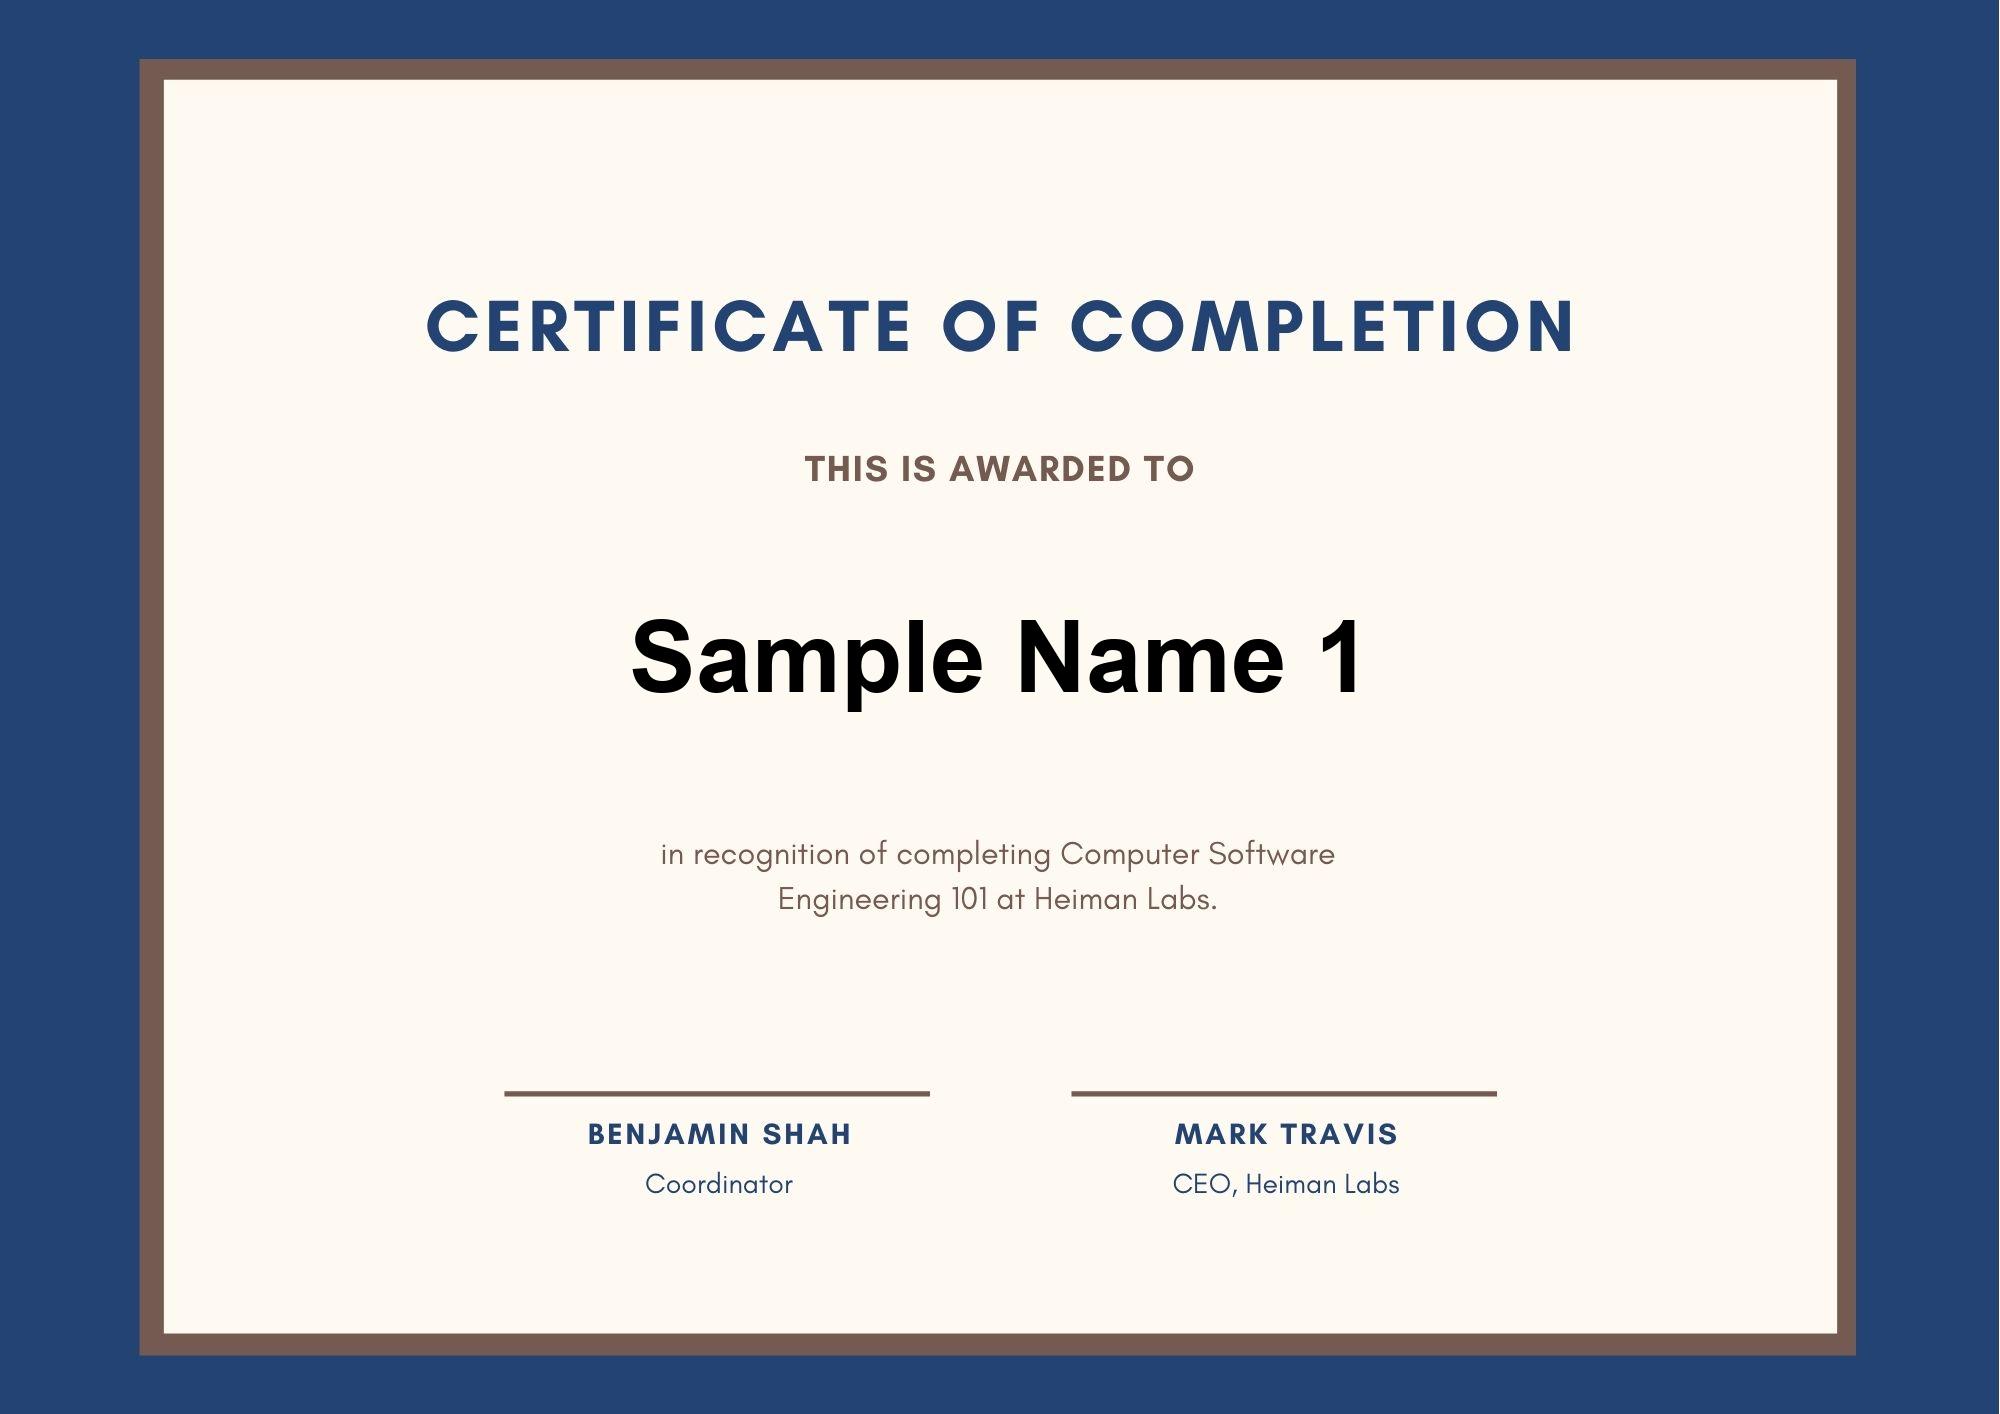 CERTIFICATE OF COMPLETION
THIS IS AWARDED TO
Sample Name 1
in recognition of completing Computer Software
Engineering 101 at Heiman Labs.
BENJAMIN SHAH
Coordinator
MARK TRAVIS
CEO, Heiman Labs